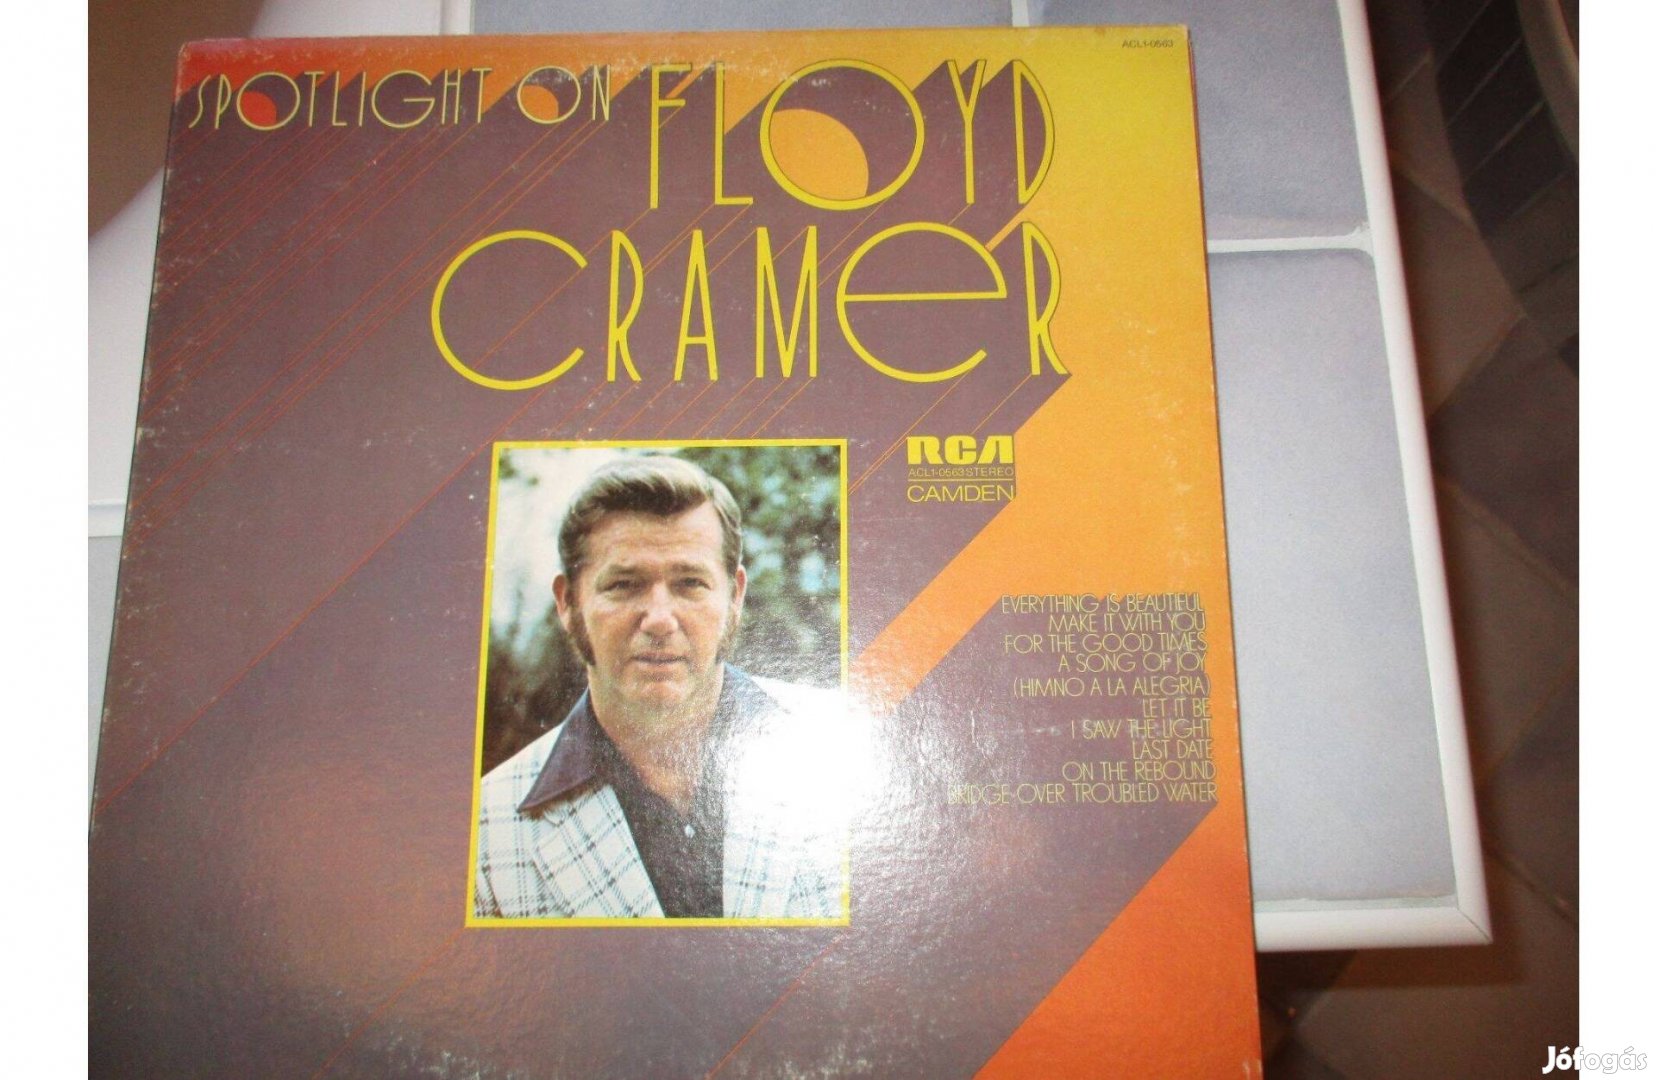 ACL1-0563
SPOTLIGHT ON FLOYD
CRAMER
RCA
ACL1-0563 STEREO
CAMDEN
EVERYTHING IS BEAUTIFUL
MAKE IT WITH YOU
FOR THE GOOD TIMES
A SONG OF JOY
(HIMNO A LA ALEGRIA)
LET IT BE
I SAW THE LIGHT
LAST DATE
ON THE REBOUND
BRIDGE OVER TROUBLED WATER
Jófogás